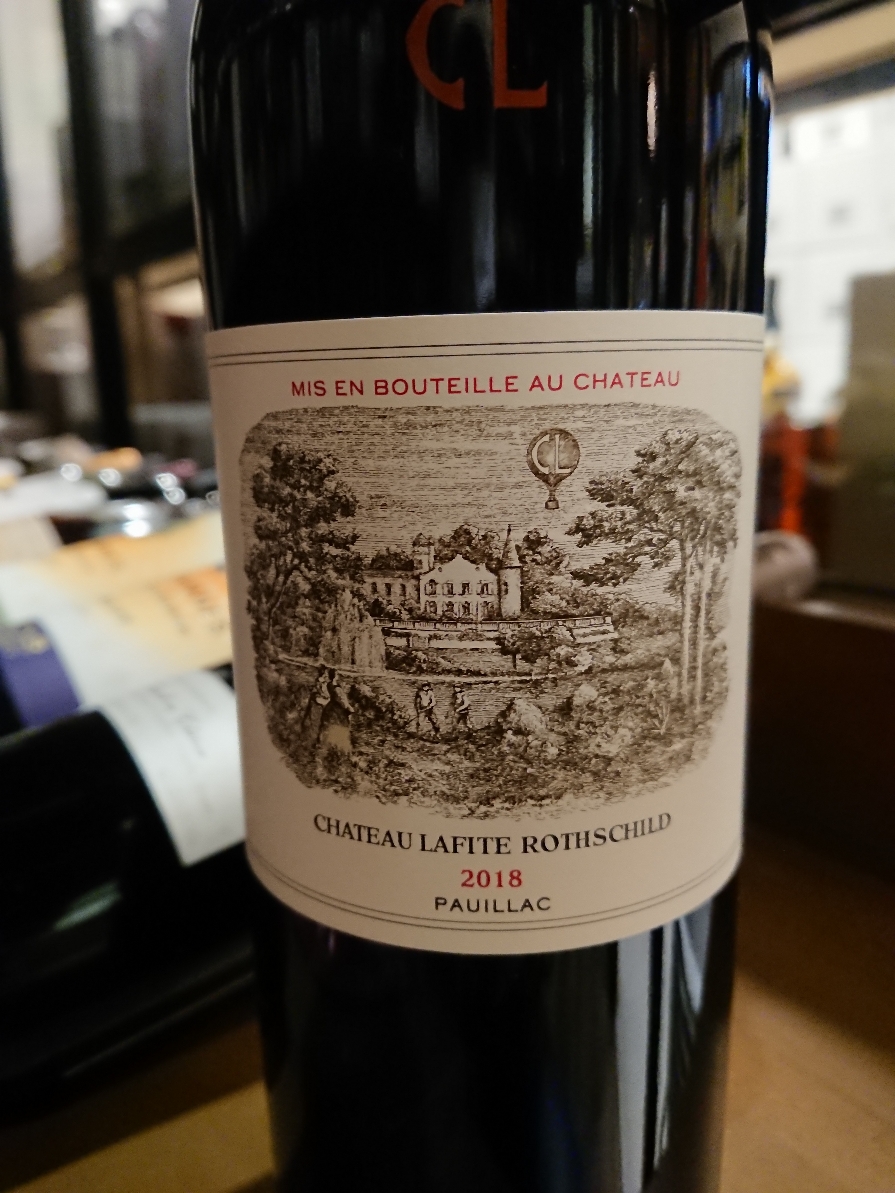 CL
MIS EN BOUTEILLE AU CHATEAU
CL
CHATEAU LAFITE ROTHSCHILD
2018
PAUILLAC